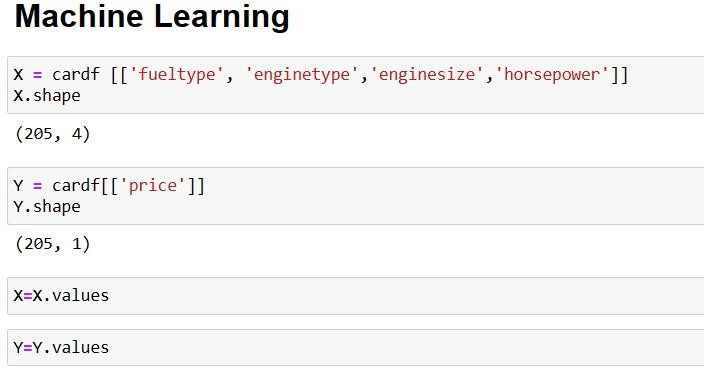 Machine Learning
X = cardf [['fueltype', 'enginetype','enginesize','horsepower']]
X.shape
(205, 4)
Y = cardf[['price']]
Y.shape
(205, 1)
X=X.values
Y=Y.values